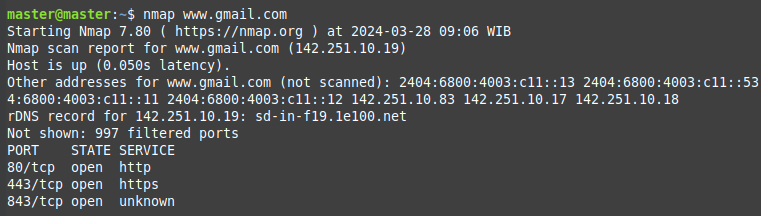 master@master:~$ nmap www.gmail.com
Starting Nmap 7.80 ( https://nmap.org ) at 2024-03-28 09:06 WIB
Nmap scan report for www.gmail.com (142.251.10.19)
Host is up (0.050s latency).
Other addresses for www.gmail.com (not scanned): 2404:6800:4003:c11::13 2404:6800:4003:c11::53
4:6800:4003:c11::11 2404:6800:4003:c11::12 142.251.10.83 142.251.10.17 142.251.10.18
rDNS record for 142.251.10.19: sd-in-f19.1e100.net
Not shown: 997 filtered ports
PORT    STATE SERVICE
80/tcp  open  http
443/tcp open  https
843/tcp open  unknown